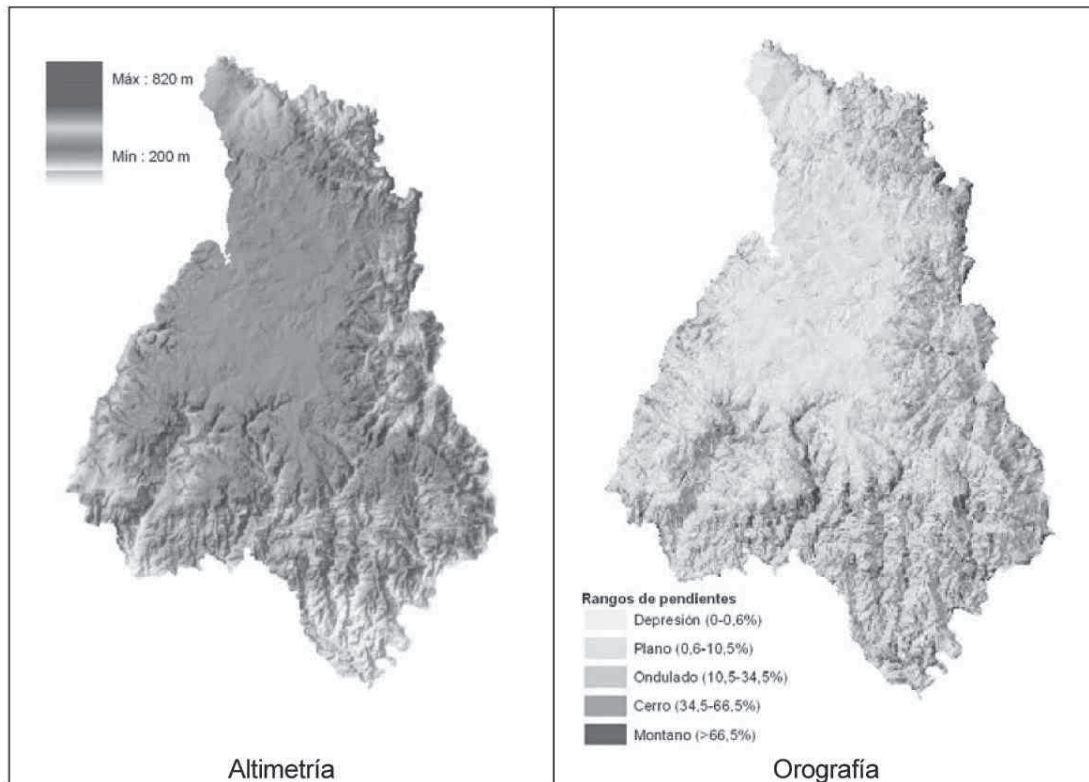 Máx : 820 m
Mín : 200 m
Altimetría
Rangos de pendientes
Depresión (0-0,6%)
Plano (0,6-10,5%)
Ondulado (10,5-34,5%)
Cerro (34,5-66,5%)
Montano (>66,5%)
Orografía